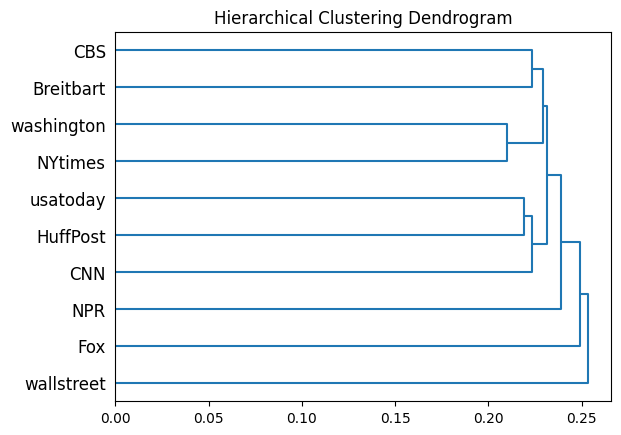 Hierarchical Clustering Dendrogram
CBS
Breitbart
washington
NYtimes
usatoday
HuffPost
CNN
NPR
Fox
wallstreet
0.00 0.05 0.10 0.15 0.20 0.25